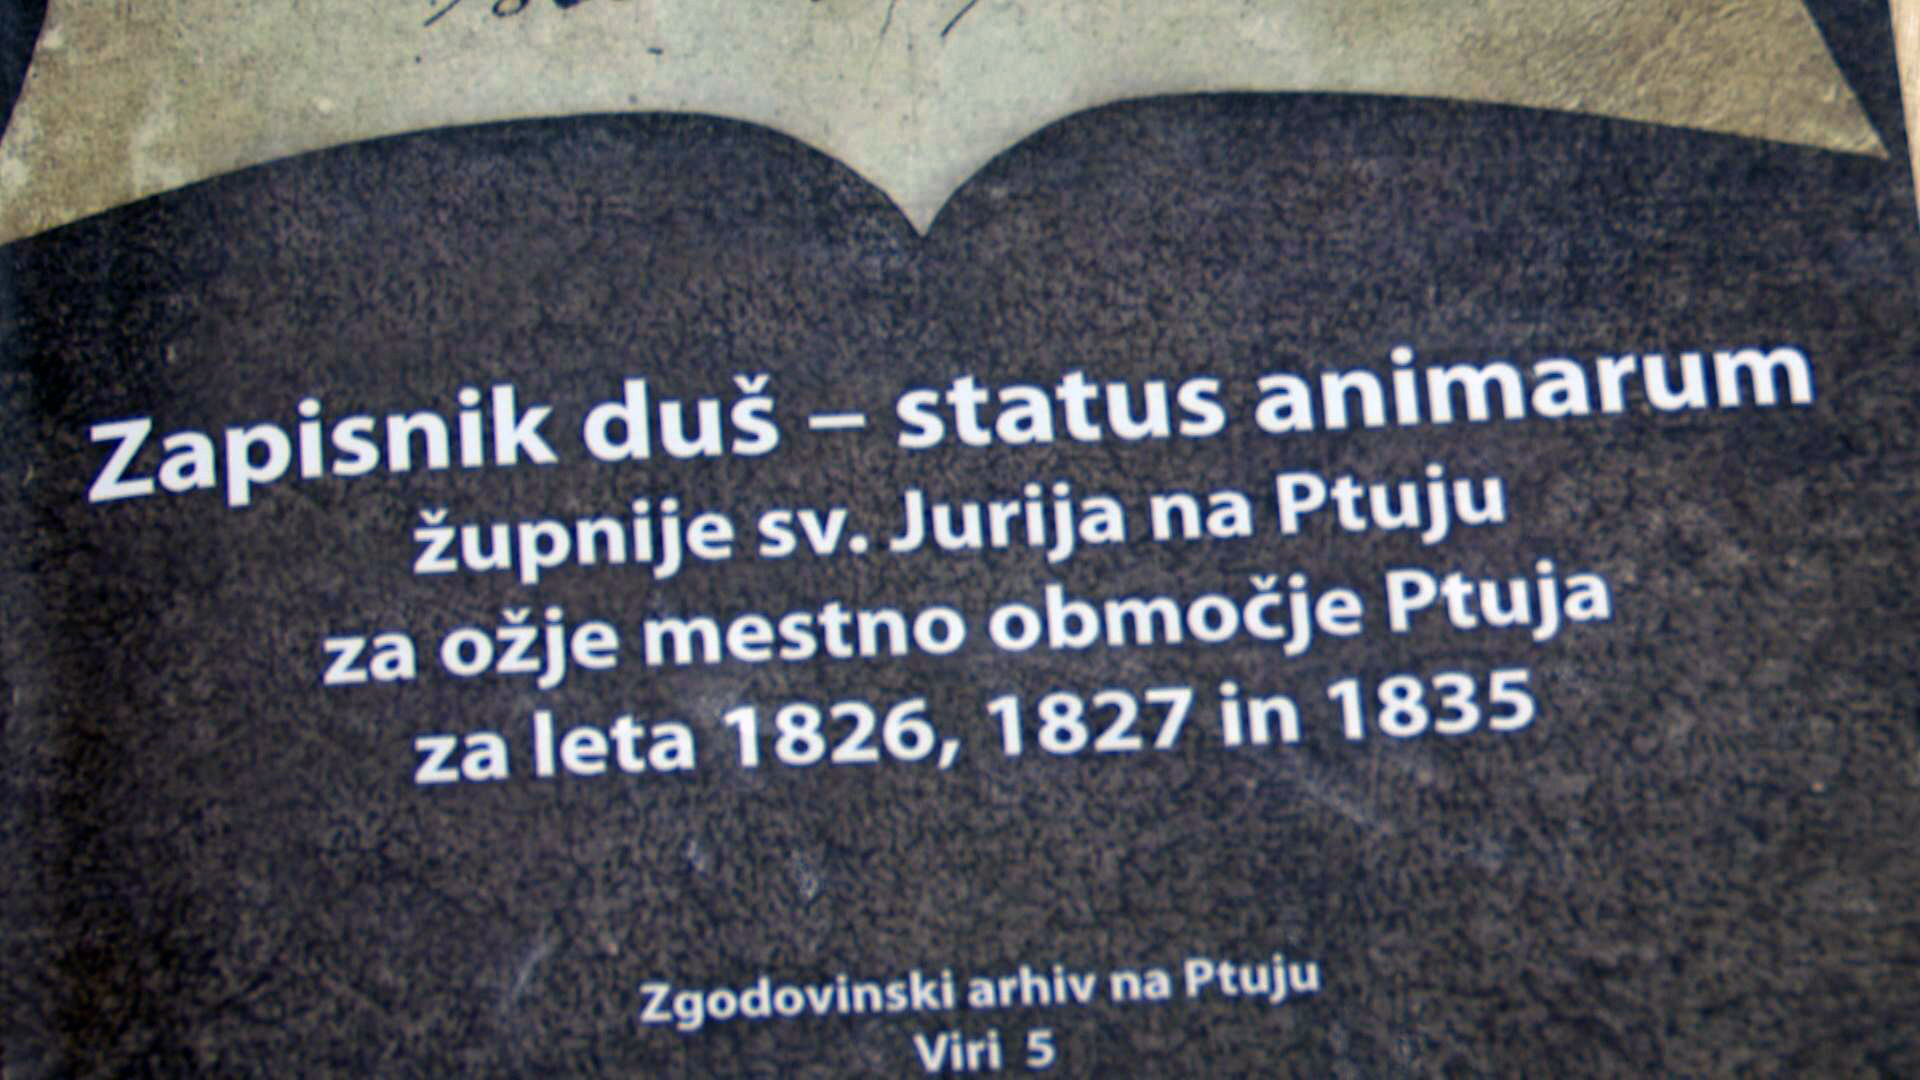 Zapisnik duš – status animarum
župnije sv. Jurija na Ptuju
za ožje mestno območje Ptuja
za leta 1826, 1827 in 1835
Zgodovinski arhiv na Ptuju
Viri 5